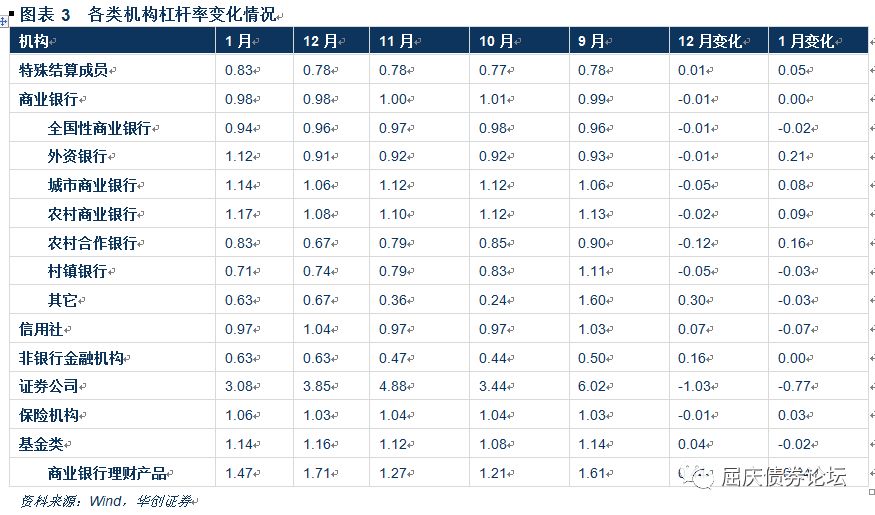 图表 3 各类机构杠杆率变化情况
机构 1 月 12 月 11 月 10 月 9 月 12 月变化 1 月变化
特殊结算成员 0.83 0.78 0.78 0.77 0.78 0.01 0.05
商业银行 0.98 0.98 1.00 1.01 0.99 -0.01 0.00
全国性商业银行 0.94 0.96 0.97 0.98 0.96 -0.01 -0.02
外资银行 1.12 0.91 0.92 0.92 0.93 -0.01 0.21
城市商业银行 1.14 1.06 1.12 1.12 1.06 -0.05 0.08
农村商业银行 1.17 1.08 1.10 1.12 1.13 -0.02 0.09
农村合作银行 0.83 0.67 0.79 0.85 0.90 -0.12 0.16
村镇银行 0.71 0.74 0.79 0.83 1.11 -0.05 -0.03
其它 0.63 0.67 0.36 0.24 1.60 0.30 -0.03
信用社 0.97 1.04 0.97 0.97 1.03 0.07 -0.07
非银行金融机构 0.63 0.63 0.47 0.44 0.50 0.16 0.00
证券公司 3.08 3.85 4.88 3.44 6.02 -1.03 -0.77
保险机构 1.06 1.03 1.04 1.04 1.03 -0.01 0.03
基金类 1.14 1.16 1.12 1.08 1.14 0.04 -0.02
商业银行理财产品 1.47 1.71 1.27 1.21 1.61
屈庆债券论坛
资料来源：Wind，华创证券